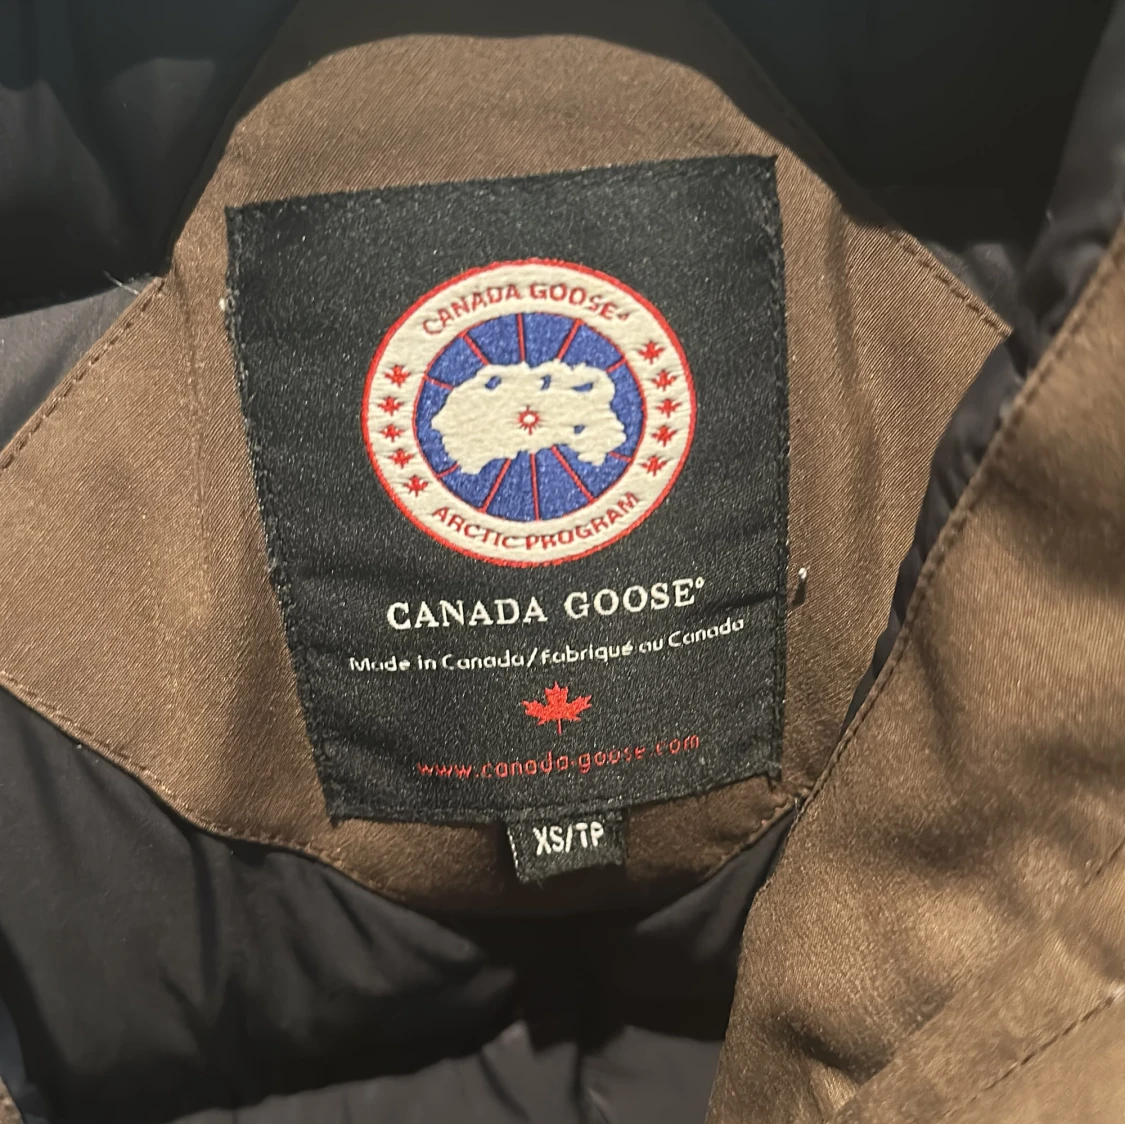 CANADA GOOSE®
ARCTIC PROGRAM
CANADA GOOSE®
Made in Canada/Fabriqué au Canada
www.canada-goose.com
XS/TP